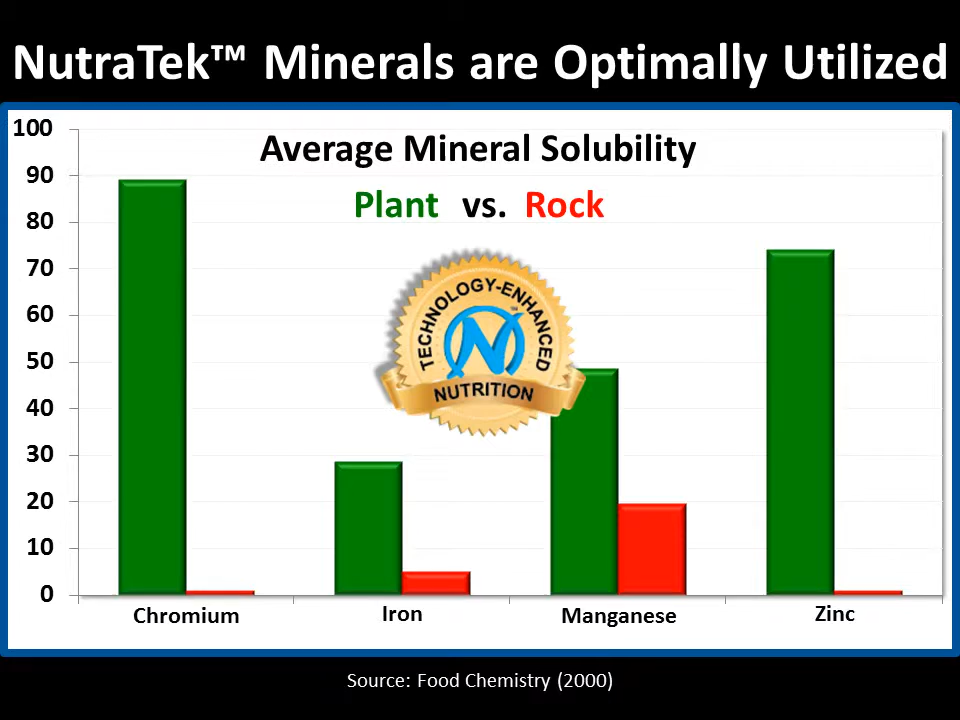 NutraTek™ Minerals are Optimally Utilized
Average Mineral Solubility
Plant vs. Rock
100
90
80
70
60
50
40
30
20
10
0
TECHNOLOGY-ENHANCED
N™
NUTRITION
Chromium Iron Manganese Zinc
Source: Food Chemistry (2000)